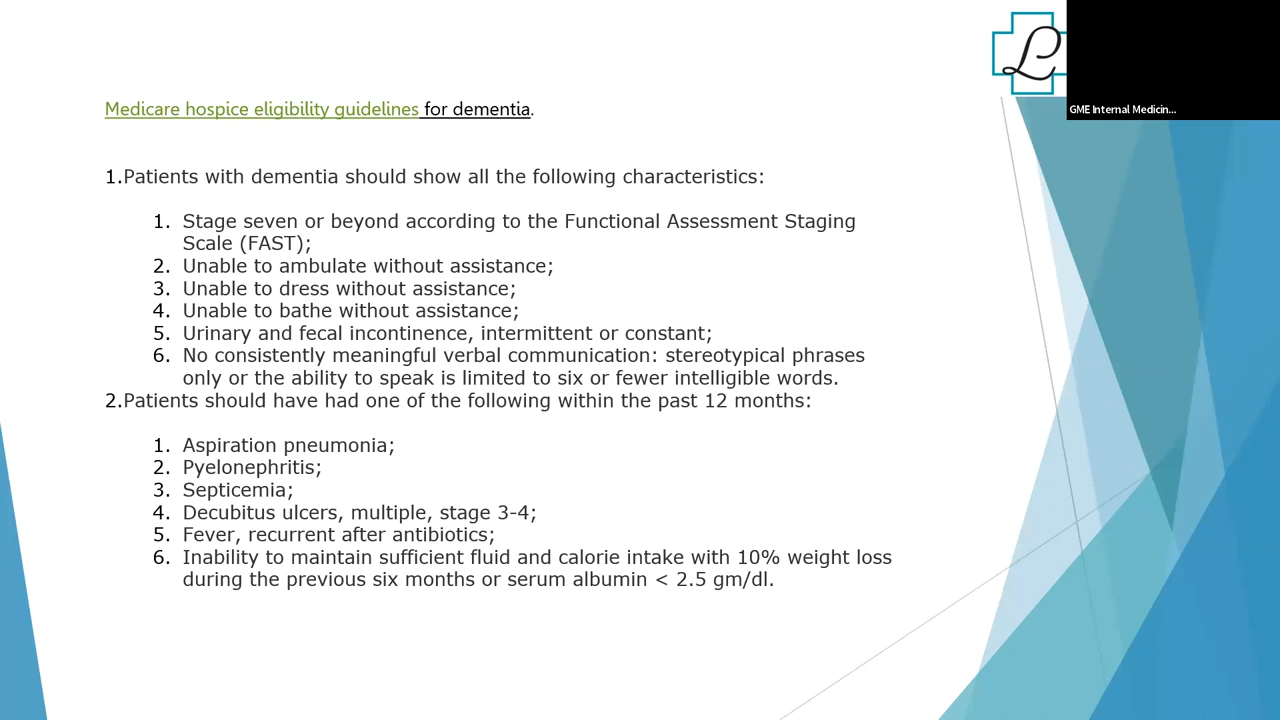 L
GME Internal Medicin...
Medicare hospice eligibility guidelines for dementia.
1.Patients with dementia should show all the following characteristics:
1. Stage seven or beyond according to the Functional Assessment Staging
Scale (FAST);
2. Unable to ambulate without assistance;
3. Unable to dress without assistance;
4. Unable to bathe without assistance;
5. Urinary and fecal incontinence, intermittent or constant;
6. No consistently meaningful verbal communication: stereotypical phrases
only or the ability to speak is limited to six or fewer intelligible words.
2.Patients should have had one of the following within the past 12 months:
1. Aspiration pneumonia;
2. Pyelonephritis;
3. Septicemia;
4. Decubitus ulcers, multiple, stage 3-4;
5. Fever, recurrent after antibiotics;
6. Inability to maintain sufficient fluid and calorie intake with 10% weight loss
during the previous six months or serum albumin < 2.5 gm/dl.